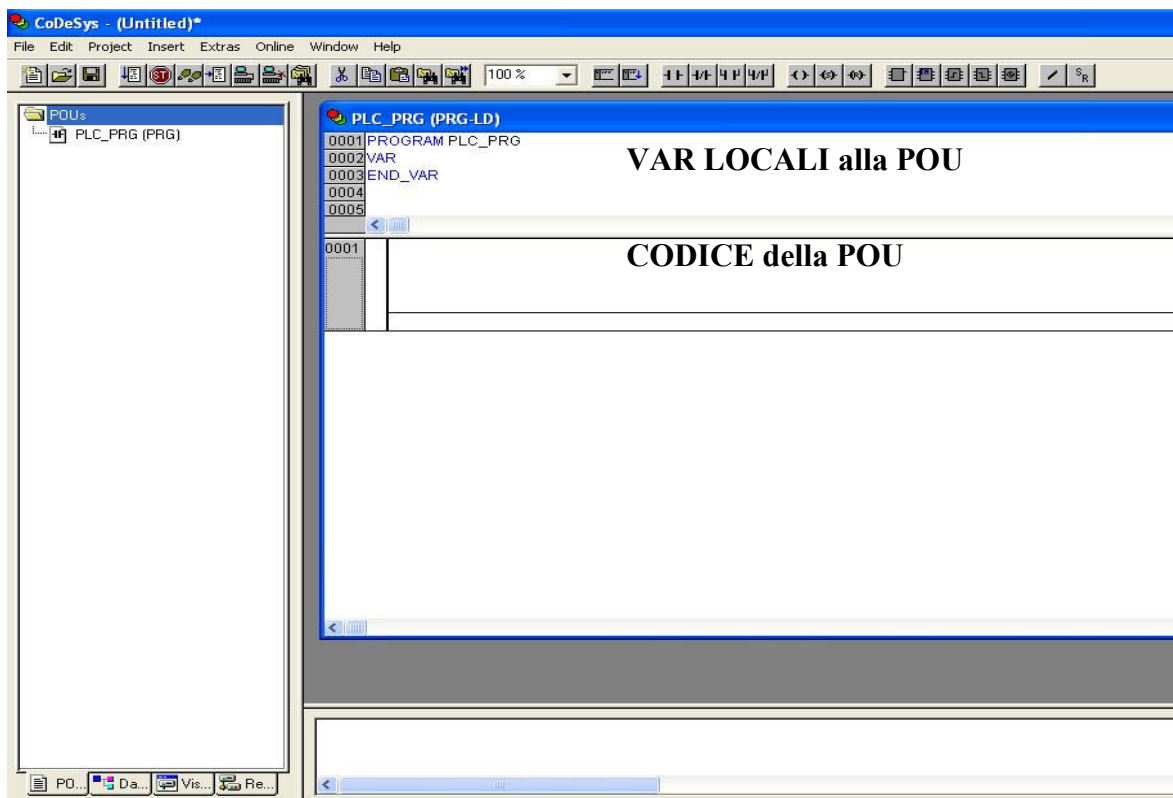 CoDeSys - (Untitled)*
File Edit Project Insert Extras Online Window Help
100 %
POUs
PLC_PRG (PRG)
PLC_PRG (PRG-LD)
0001 PROGRAM PLC_PRG
0002 VAR
0003 END_VAR
0004
0005
VAR LOCALI alla POU
0001
CODICE della POU
PO... Da... Vis... Re...